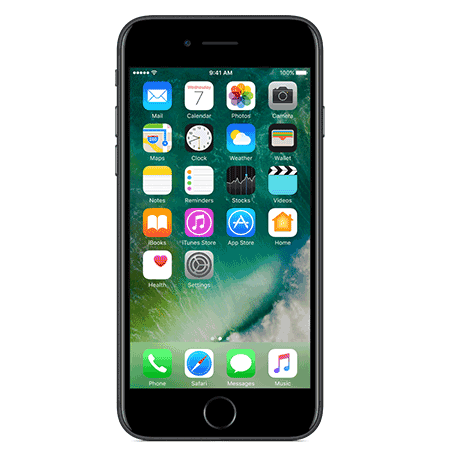 9:41 AM 100%
Wednesday
7
Mail Calendar Photos Camera
Maps Clock Weather Wallet
Notes Reminders Stocks Videos
iBooks iTunes Store App Store Home
Health Settings
Phone Safari Messages Music